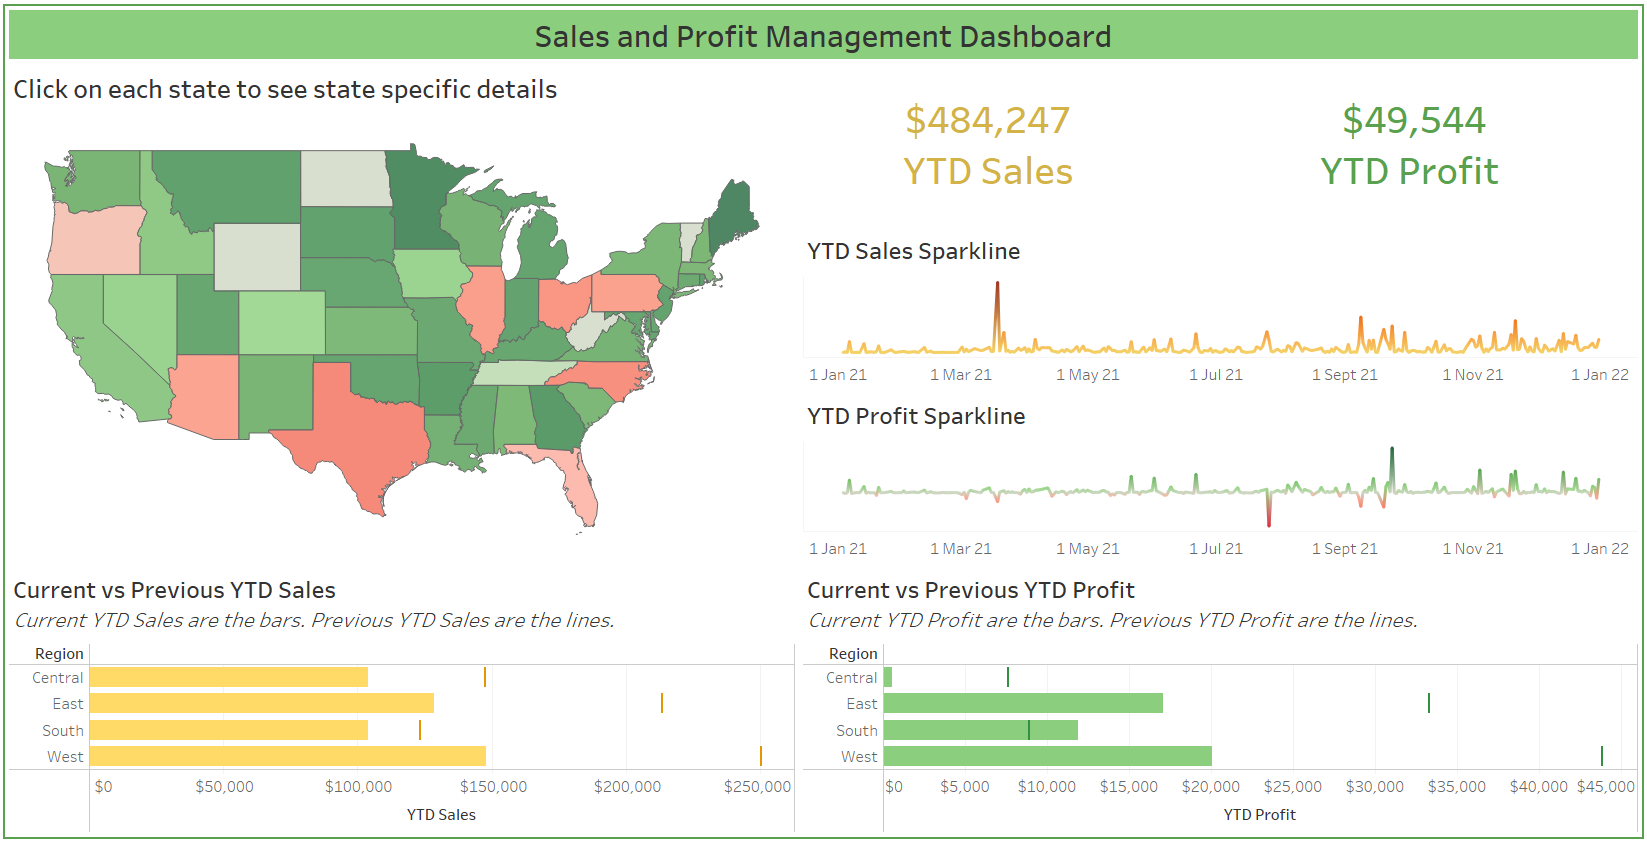 Sales and Profit Management Dashboard
Click on each state to see state specific details
$484,247
YTD Sales
$49,544
YTD Profit
YTD Sales Sparkline
1 Jan 21 1 Mar 21 1 May 21 1 Jul 21 1 Sept 21 1 Nov 21 1 Jan 22
YTD Profit Sparkline
1 Jan 21 1 Mar 21 1 May 21 1 Jul 21 1 Sept 21 1 Nov 21 1 Jan 22
Current vs Previous YTD Sales
Current YTD Sales are the bars. Previous YTD Sales are the lines.
Region
Central
East
South
West
$0 $50,000 $100,000 $150,000 $200,000 $250,000
YTD Sales
Current vs Previous YTD Profit
Current YTD Profit are the bars. Previous YTD Profit are the lines.
Region
Central
East
South
West
$0 $5,000 $10,000 $15,000 $20,000 $25,000 $30,000 $35,000 $40,000 $45,000
YTD Profit